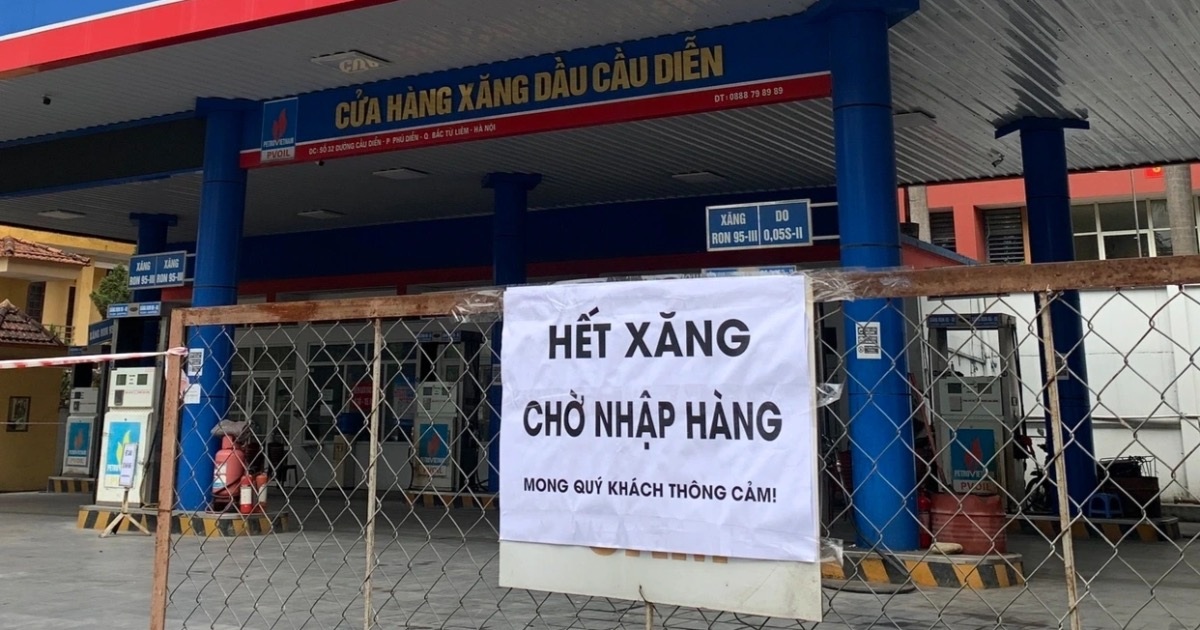 CỬA HÀNG XĂNG DẦU CẦU DIỄN
PETROVIETNAM
PVOIL
ĐC: SỐ 32 ĐƯỜNG CẦU DIỄN - P PHÚ DIỄN - Q. BẮC TỪ LIÊM - HÀ NỘI
ĐT: 0888 79 89 89
XĂNG
RON 95-III
DO
0,05S-II
XĂNG
RON 95-III
XĂNG
RON 95-III
HẾT XĂNG
CHỜ NHẬP HÀNG
MONG QUÝ KHÁCH THÔNG CẢM!
PETROVIETNAM
PVOIL